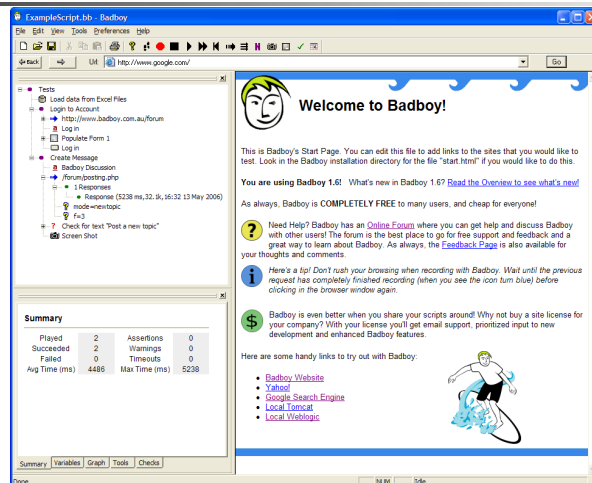 ExampleScript.bb - Badboy
File Edit View Tools Preferences Help
Back Url http://www.google.com/ Go
Tests
Load data from Excel Files
Login to Account
http://www.badboy.com.au/forum
Log in
Populate Form 1
Log in
Create Message
Badboy Discussion
/forum/posting.php
1 Responses
Response (5238 ms,32.1k,16:32 13 May 2006)
mode=newtopic
f=3
Check for text "Post a new topic"
Screen Shot
Summary
Played 2 Assertions 0
Succeeded 2 Warnings 0
Failed 0 Timeouts 0
Avg Time (ms) 4486 Max Time (ms) 5238
Summary Variables Graph Tools Checks
Welcome to Badboy!
This is Badboy's Start Page. You can edit this file to add links to the sites that you would like to
test. Look in the Badboy installation directory for the file "start.html" if you would like to do this.
You are using Badboy 1.6! What's new in Badboy 1.6? Read the Overview to see what's new!
As always, Badboy is COMPLETELY FREE to many users, and cheap for everyone!
Need Help? Badboy has an Online Forum where you can get help and discuss Badboy
with other users! The forum is the best place to go for free support and feedback and a
great way to learn about Badboy. As always, the Feedback Page is also available for
your thoughts and comments.
Here's a tip! Don't rush your browsing when recording with Badboy. Wait until the previous
request has completely finished recording (when you see the icon turn blue) before
clicking in the browser window again.
Badboy is even better when you share your scripts around! Why not buy a site license for
your company? With your license you'll get email support, prioritized input to new
development and enhanced Badboy features.
Here are some handy links to try out with Badboy:
Badboy Website
Yahoo!
Google Search Engine
Local Tomcat
Local Weblogic
Done NUM Idle